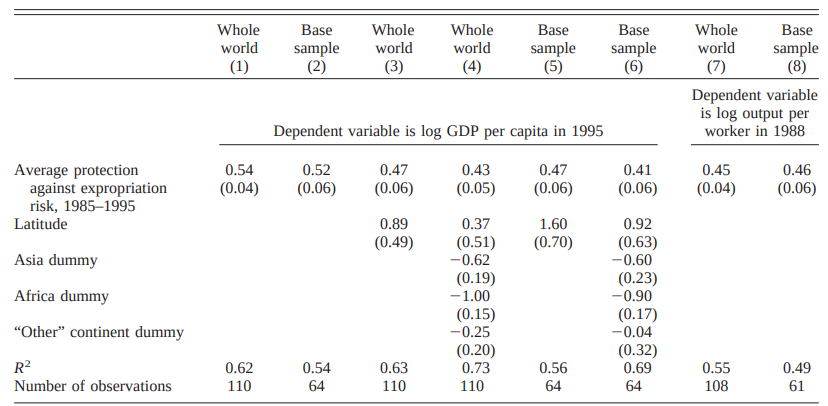 Whole Base Whole Whole Base Base Whole Base
world sample world world sample sample world sample
(1) (2) (3) (4) (5) (6) (7) (8)
Dependent variable
is log output per
Dependent variable is log GDP per capita in 1995 worker in 1988
Average protection 0.54 0.52 0.47 0.43 0.47 0.41 0.45 0.46
against expropriation (0.04) (0.06) (0.06) (0.05) (0.06) (0.06) (0.04) (0.06)
risk, 1985–1995
Latitude 0.89 0.37 1.60 0.92
(0.49) (0.51) (0.70) (0.63)
Asia dummy −0.62 −0.60
(0.19) (0.23)
Africa dummy −1.00 −0.90
(0.15) (0.17)
“Other” continent dummy −0.25 −0.04
(0.20) (0.32)
R² 0.62 0.54 0.63 0.73 0.56 0.69 0.55 0.49
Number of observations 110 64 110 110 64 64 108 61